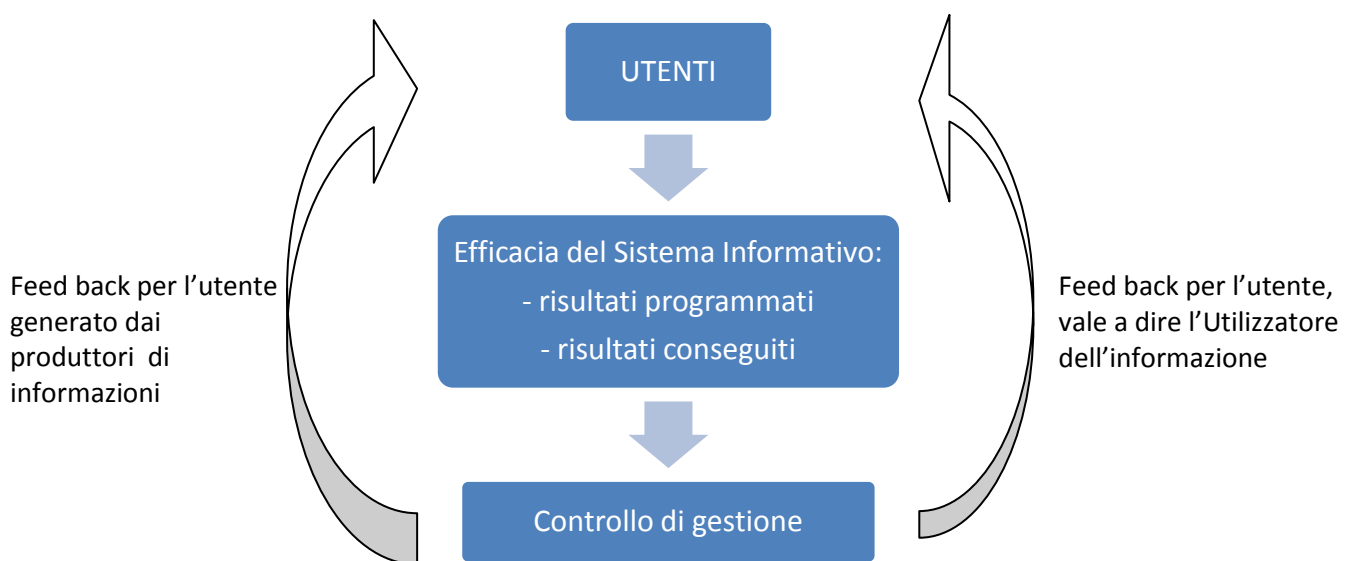 UTENTI
Efficacia del Sistema Informativo:
- risultati programmati
- risultati conseguiti
Feed back per l’utente
generato dai
produttori di
informazioni
Feed back per l’utente,
vale a dire l’Utilizzatore
dell’informazione
Controllo di gestione